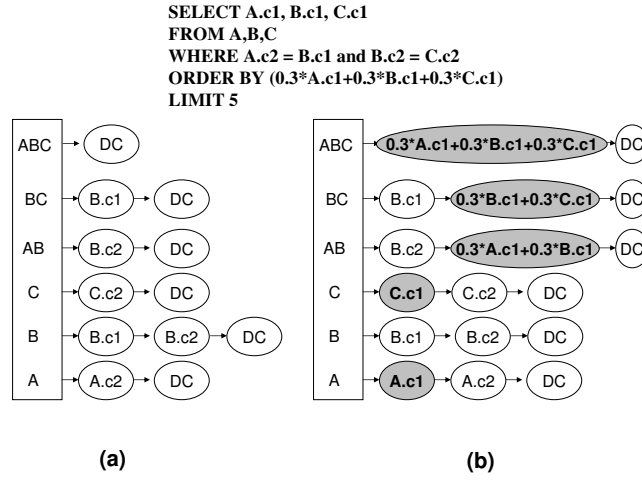 SELECT A.c1, B.c1, C.c1
FROM A,B,C
WHERE A.c2 = B.c1 and B.c2 = C.c2
ORDER BY (0.3*A.c1+0.3*B.c1+0.3*C.c1)
LIMIT 5
ABC DC
BC B.c1 DC
AB B.c2 DC
C C.c2 DC
B B.c1 B.c2 DC
A A.c2 DC
(a)
ABC 0.3*A.c1+0.3*B.c1+0.3*C.c1 DC
BC B.c1 0.3*B.c1+0.3*C.c1 DC
AB B.c2 0.3*A.c1+0.3*B.c1 DC
C C.c1 C.c2 DC
B B.c1 B.c2 DC
A A.c1 A.c2 DC
(b)